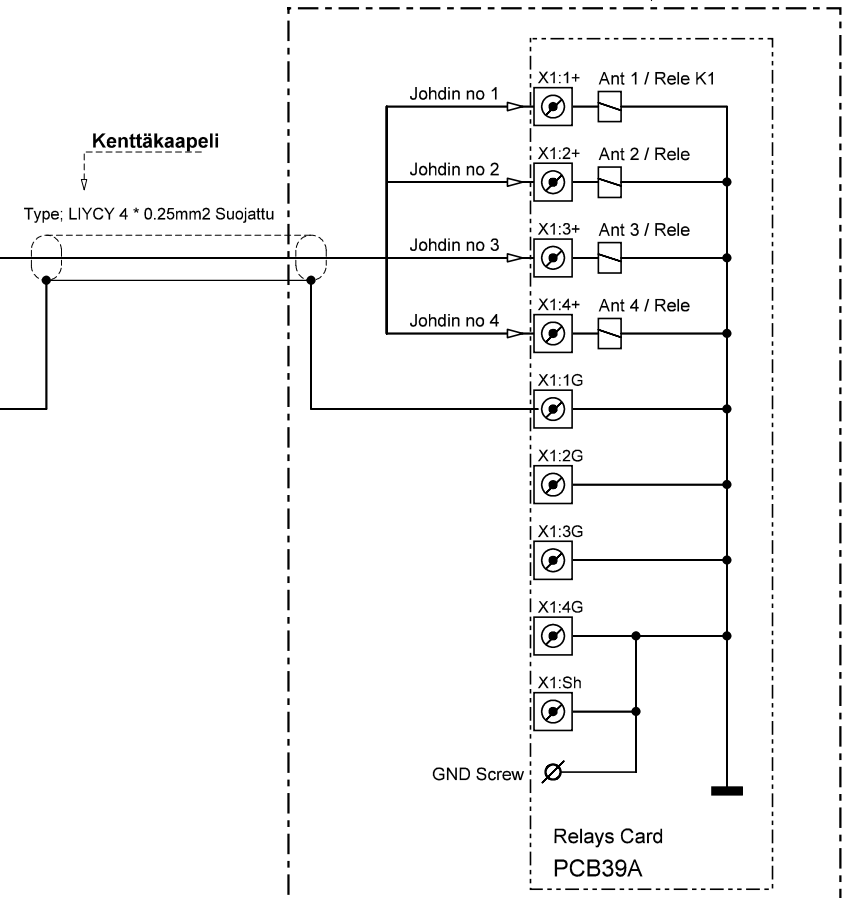 X1:1+ Ant 1 / Rele K1
Johdin no 1
Kenttäkaapeli
X1:2+ Ant 2 / Rele
Johdin no 2
Type; LIYCY 4 * 0.25mm2 Suojattu
X1:3+ Ant 3 / Rele
Johdin no 3
X1:4+ Ant 4 / Rele
Johdin no 4
X1:1G
X1:2G
X1:3G
X1:4G
X1:Sh
GND Screw
Relays Card
PCB39A